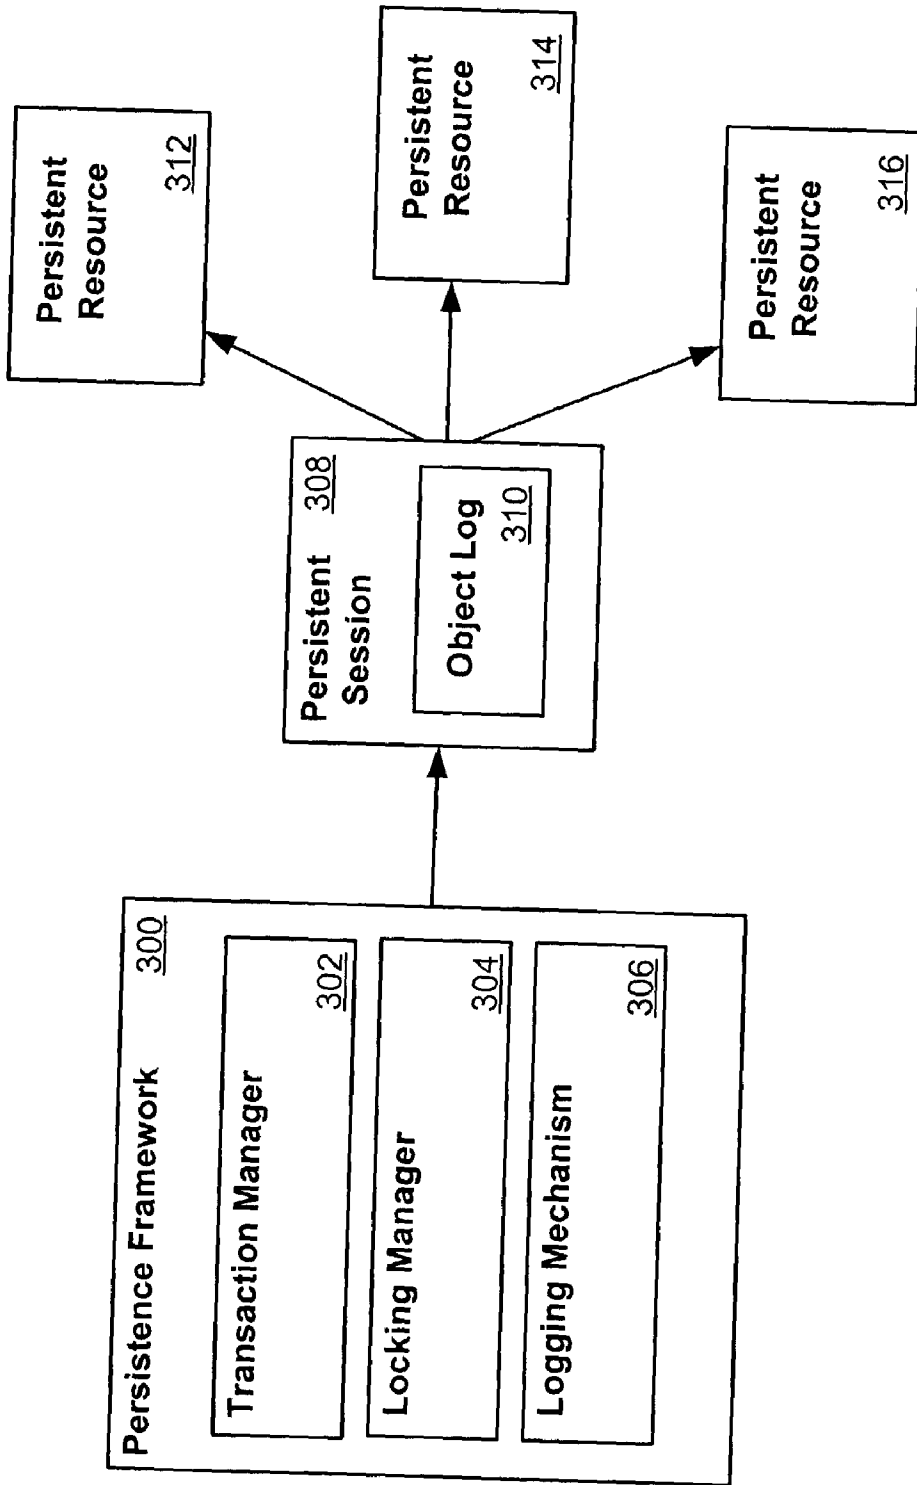 Persistence Framework
300
Transaction Manager
302
Locking Manager
304
Logging Mechanism
306
Persistent
Session
308
Object Log
310
Persistent
Resource
312
Persistent
Resource
314
Persistent
Resource
316